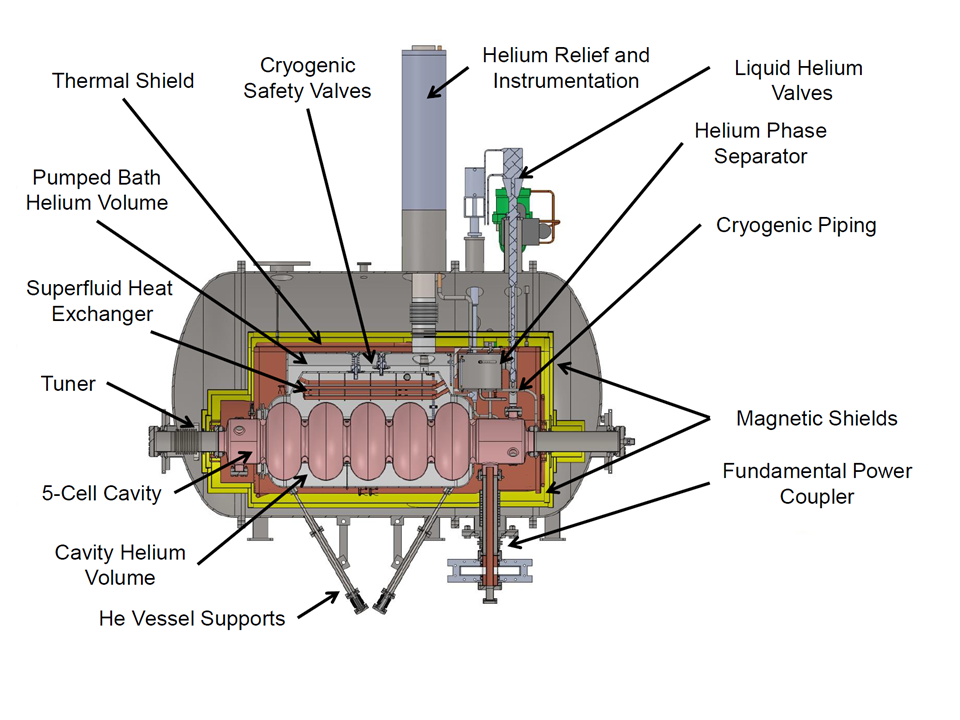 Thermal Shield
Cryogenic
Safety Valves
Helium Relief and
Instrumentation
Liquid Helium
Valves
Helium Phase
Separator
Pumped Bath
Helium Volume
Cryogenic Piping
Superfluid Heat
Exchanger
Tuner
Magnetic Shields
5-Cell Cavity
Fundamental Power
Coupler
Cavity Helium
Volume
He Vessel Supports